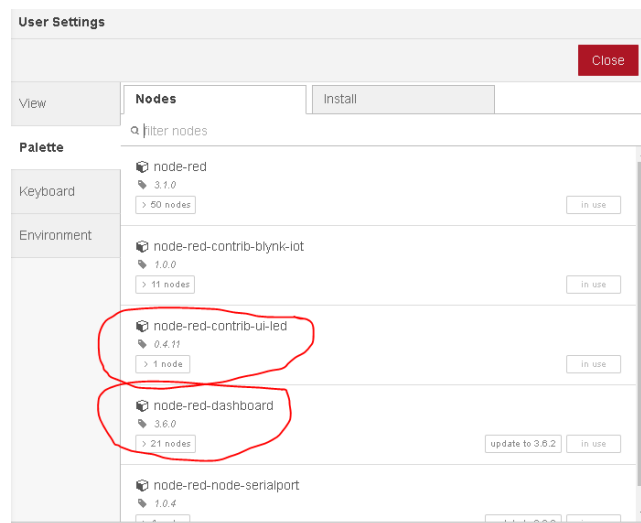 User Settings
Close
View
Nodes
Install
filter nodes
Palette
node-red
3.1.0
Keyboard
> 50 nodes
in use
Environment
node-red-contrib-blynk-iot
1.0.0
> 11 nodes
in use
node-red-contrib-ui-led
0.4.11
> 1 node
in use
node-red-dashboard
3.6.0
> 21 nodes
update to 3.6.2
in use
node-red-node-serialport
1.0.4